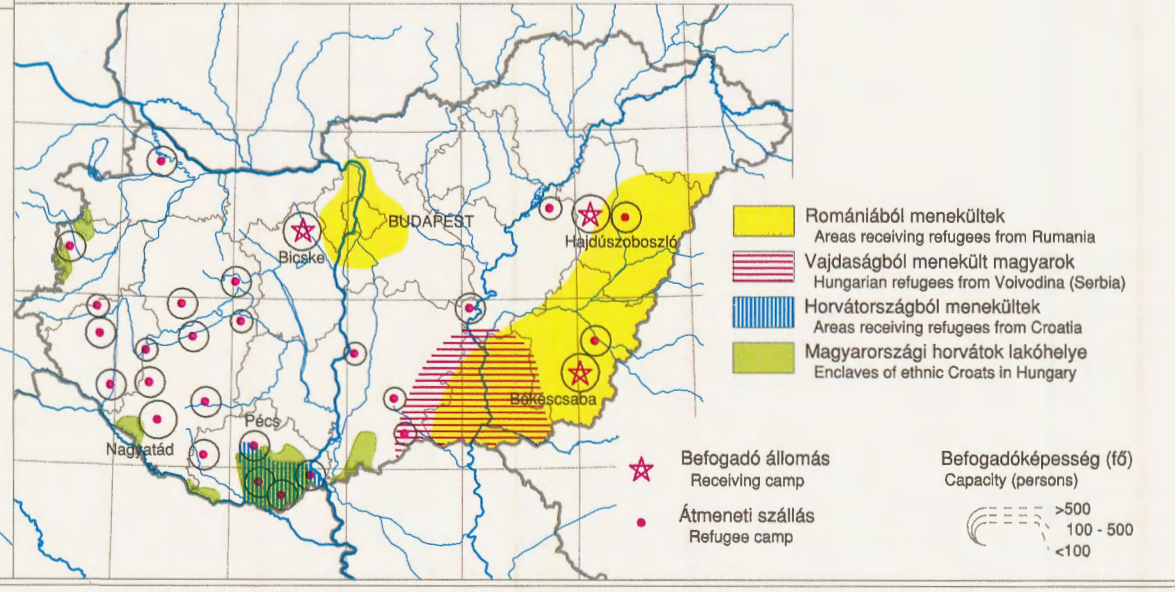 BUDAPEST
Bicske
Hajdúszoboszló
Békéscsaba
Pécs
Nagyatád
Romániából menekültek
Areas receiving refugees from Rumania
Vajdaságból menekült magyarok
Hungarian refugees from Voivodina (Serbia)
Horvátországból menekültek
Areas receiving refugees from Croatia
Magyarországi horvátok lakóhelye
Enclaves of ethnic Croats in Hungary
Befogadó állomás
Receiving camp
Átmeneti szállás
Refugee camp
Befogadóképesség (fő)
Capacity (persons)
>500
100 - 500
<100